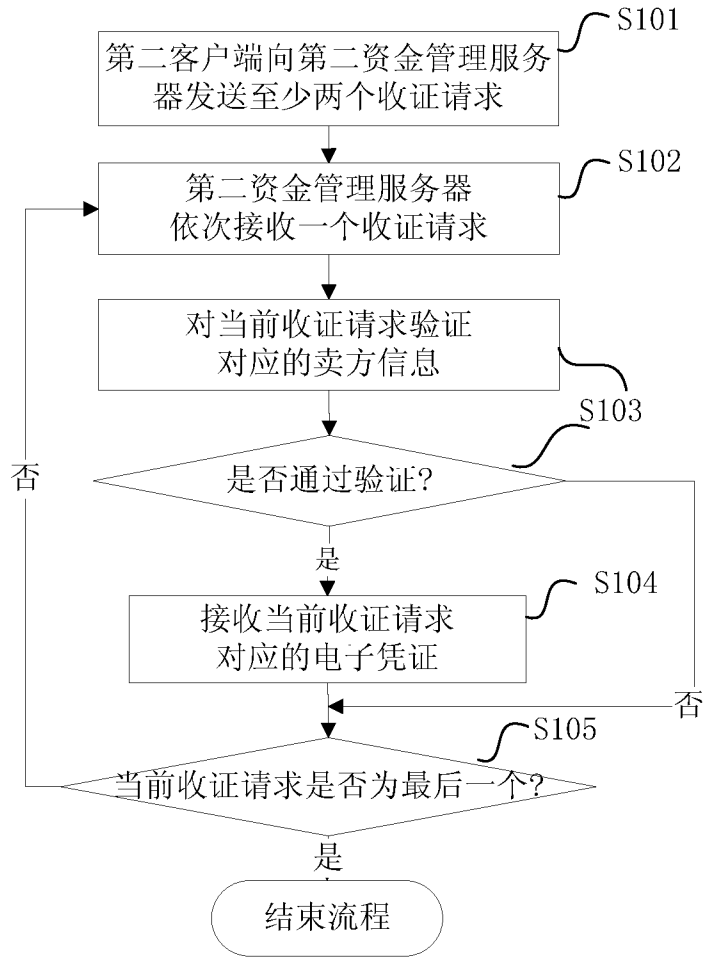 S101
第二客户端向第二资金管理服务
器发送至少两个收证请求
S102
第二资金管理服务器
依次接收一个收证请求
对当前收证请求验证
对应的卖方信息
S103
否
是否通过验证?
是
S104
接收当前收证请求
对应的电子凭证
否
S105
当前收证请求是否为最后一个?
是
结束流程